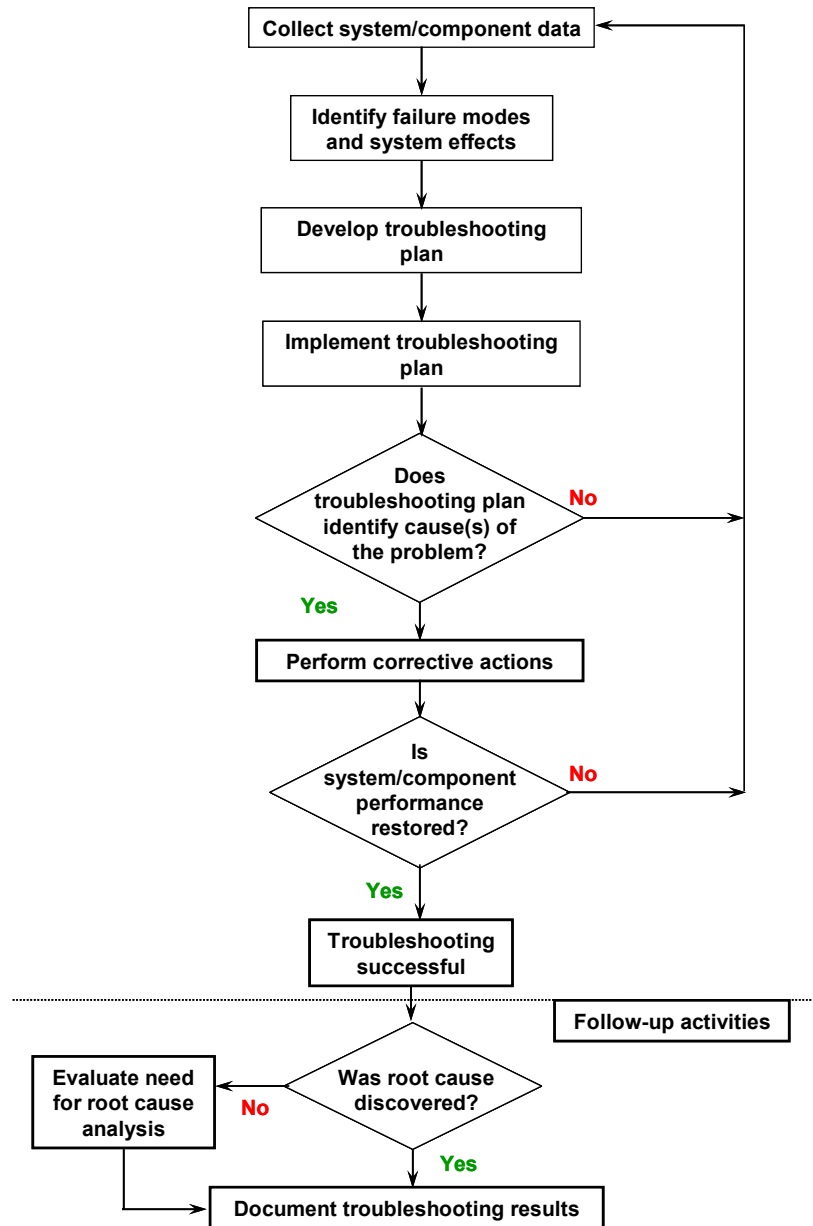 Collect system/component data
Identify failure modes
and system effects
Develop troubleshooting
plan
Implement troubleshooting
plan
Does
troubleshooting plan
identify cause(s) of
the problem?
No
Yes
Perform corrective actions
Is
system/component
performance
restored?
No
Yes
Troubleshooting
successful
Follow-up activities
Was root cause
discovered?
No
Evaluate need
for root cause
analysis
Yes
Document troubleshooting results